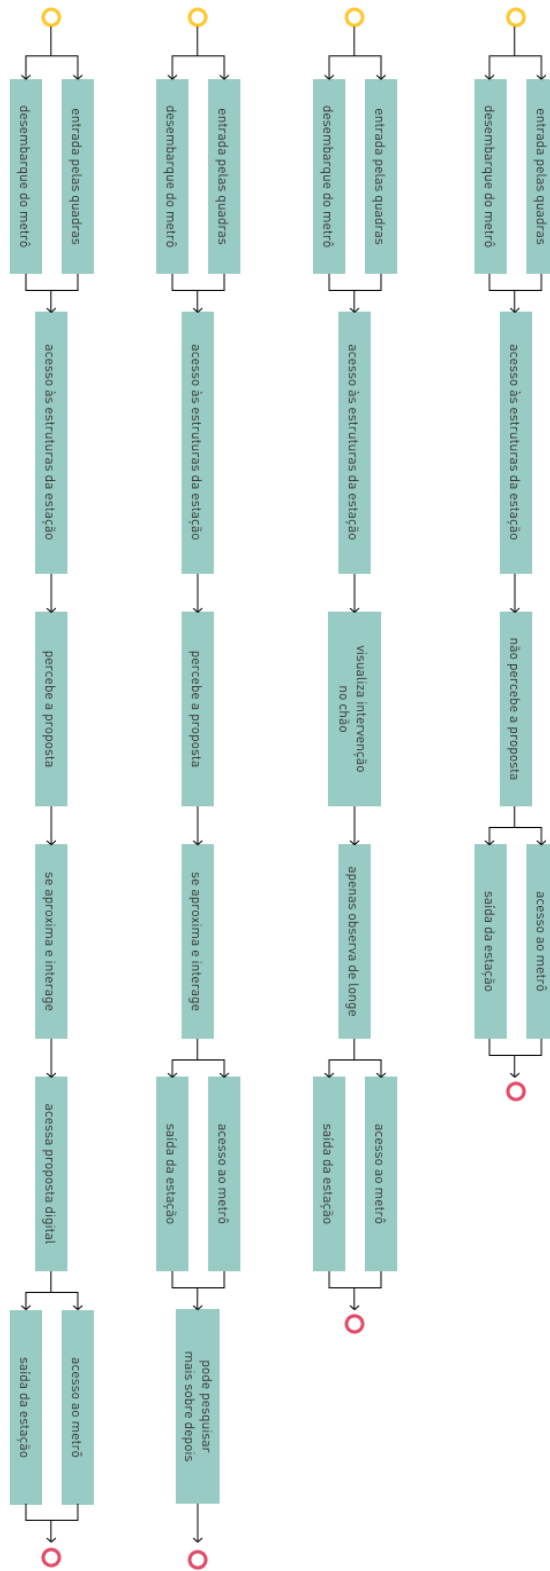 entrada pelas quadras
desembarque do metrô
acesso às estruturas da estação
não percebe a proposta
acesso ao metrô
saída da estação
entrada pelas quadras
desembarque do metrô
acesso às estruturas da estação
visualiza intervenção
no chão
apenas observa de longe
acesso ao metrô
saída da estação
entrada pelas quadras
desembarque do metrô
acesso às estruturas da estação
percebe a proposta
se aproxima e interage
acesso ao metrô
saída da estação
pode pesquisar
mais sobre depois
entrada pelas quadras
desembarque do metrô
acesso às estruturas da estação
percebe a proposta
se aproxima e interage
acessa proposta digital
acesso ao metrô
saída da estação